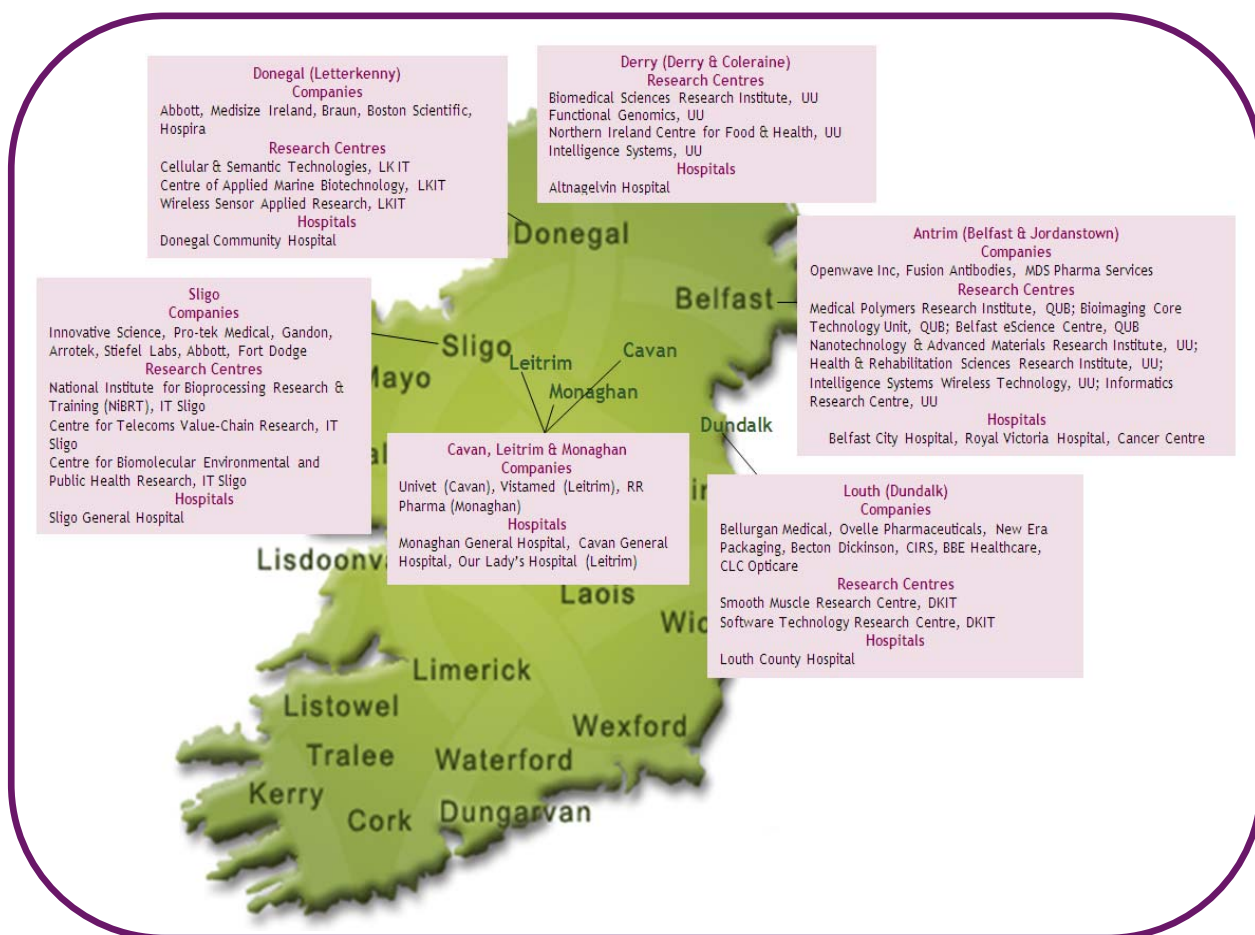 Donegal (Letterkenny)
Companies
Abbott, Medisize Ireland, Braun, Boston Scientific,
Hospira
Research Centres
Cellular & Semantic Technologies, LK IT
Centre of Applied Marine Biotechnology, LKIT
Wireless Sensor Applied Research, LKIT
Hospitals
Donegal Community Hospital
Derry (Derry & Coleraine)
Research Centres
Biomedical Sciences Research Institute, UU
Functional Genomics, UU
Northern Ireland Centre for Food & Health, UU
Intelligence Systems, UU
Hospitals
Altnagelvin Hospital
Donegal
Antrim (Belfast & Jordanstown)
Companies
Openwave Inc, Fusion Antibodies, MDS Pharma Services
Research Centres
Medical Polymers Research Institute, QUB; Bioimaging Core
Technology Unit, QUB; Belfast eScience Centre, QUB
Nanotechnology & Advanced Materials Research Institute, UU;
Health & Rehabilitation Sciences Research Institute, UU;
Intelligence Systems Wireless Technology, UU; Informatics
Research Centre, UU
Hospitals
Belfast City Hospital, Royal Victoria Hospital, Cancer Centre
Belfast
Sligo
Companies
Innovative Science, Pro-tek Medical, Gandon,
Arrotek, Stiefel Labs, Abbott, Fort Dodge
Research Centres
National Institute for Bioprocessing Research &
Training (NiBRT), IT Sligo
Centre for Telecoms Value-Chain Research, IT
Sligo
Centre for Biomolecular Environmental and
Public Health Research, IT Sligo
Hospitals
Sligo General Hospital
Sligo
Leitrim
Cavan
Mayo
Monaghan
Dundalk
Cavan, Leitrim & Monaghan
Companies
Univet (Cavan), Vistamed (Leitrim), RR
Pharma (Monaghan)
Hospitals
Monaghan General Hospital, Cavan General
Hospital, Our Lady's Hospital (Leitrim)
Louth (Dundalk)
Companies
Bellurgan Medical, Ovelle Pharmaceuticals, New Era
Packaging, Becton Dickinson, CIRS, BBE Healthcare,
CLC Opticare
Research Centres
Smooth Muscle Research Centre, DKIT
Software Technology Research Centre, DKIT
Hospitals
Louth County Hospital
Lisdoonva
Laois
Wic
Limerick
Listowel
Wexford
Tralee
Waterford
Kerry
Cork
Dungarvan